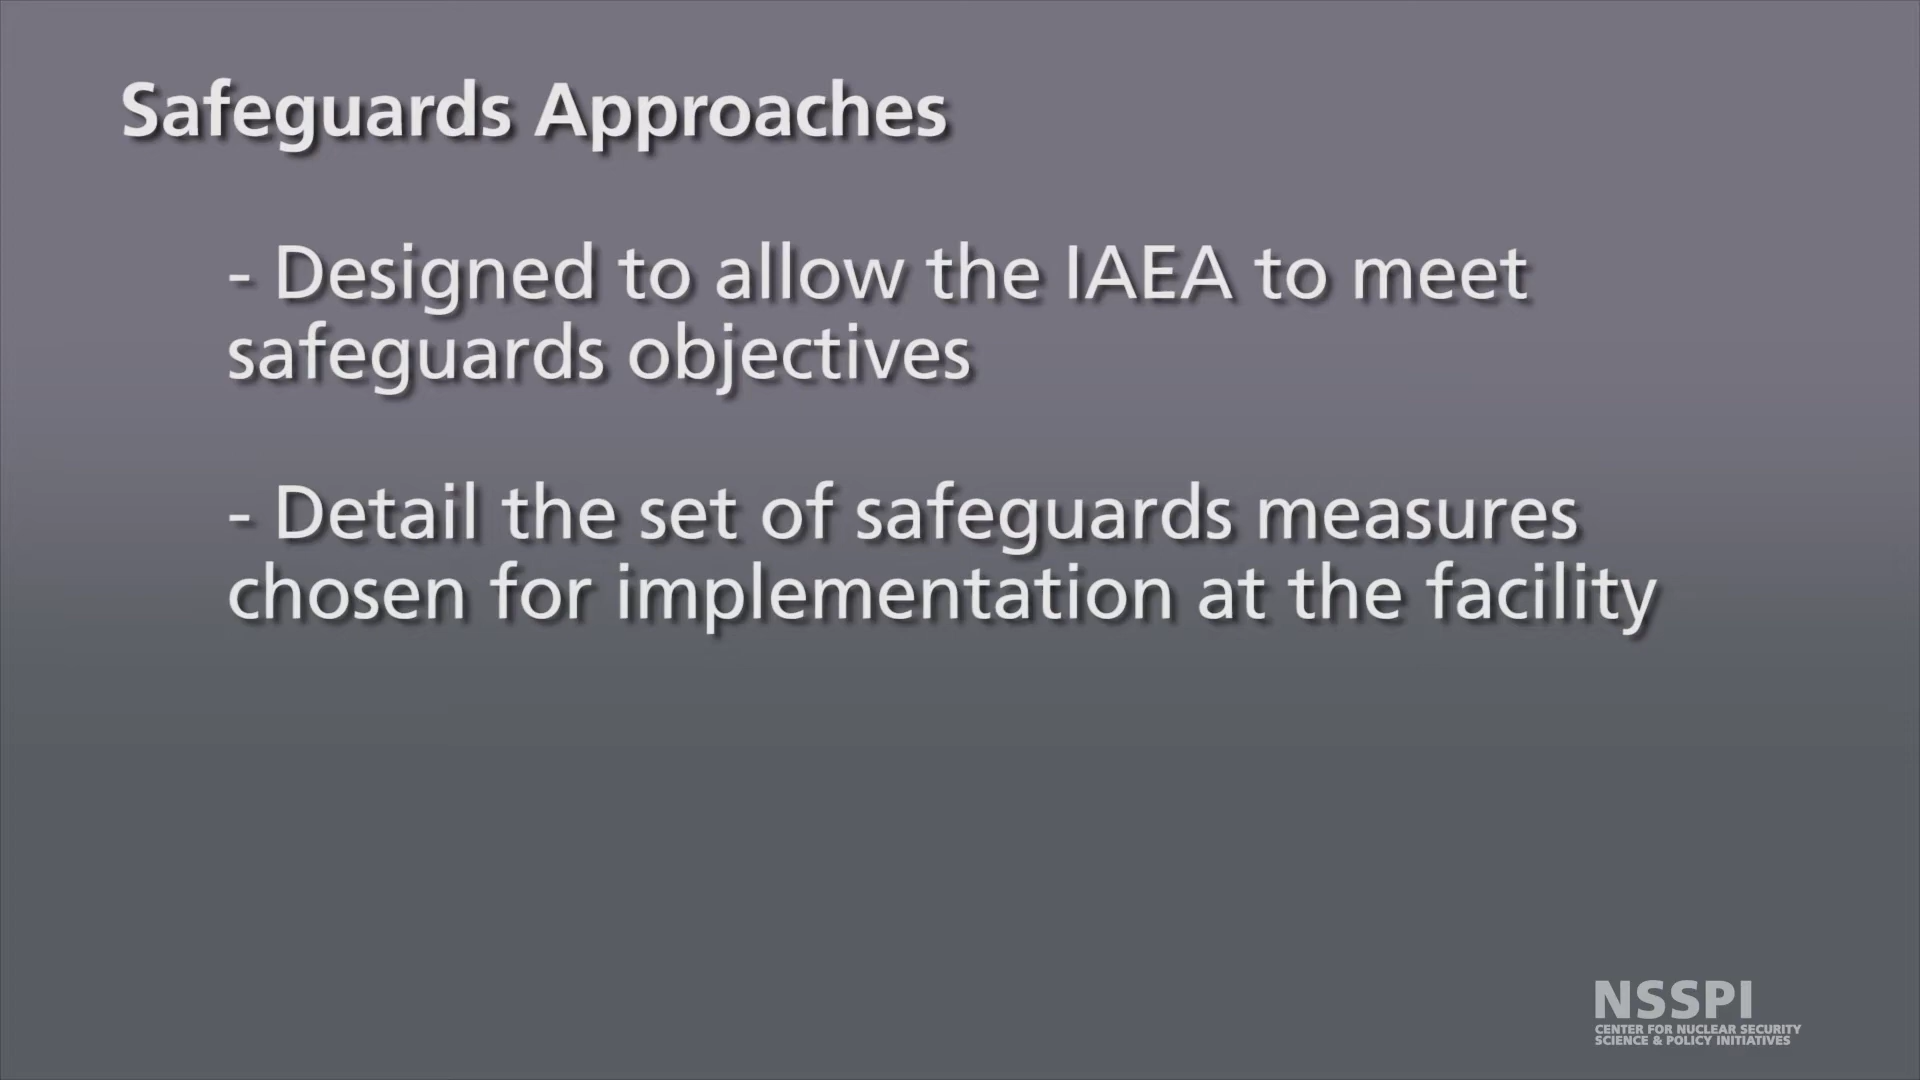 Safeguards Approaches
- Designed to allow the IAEA to meet
safeguards objectives
- Detail the set of safeguards measures
chosen for implementation at the facility
NSSPI
CENTER FOR NUCLEAR SECURITY
SCIENCE & POLICY INITIATIVES